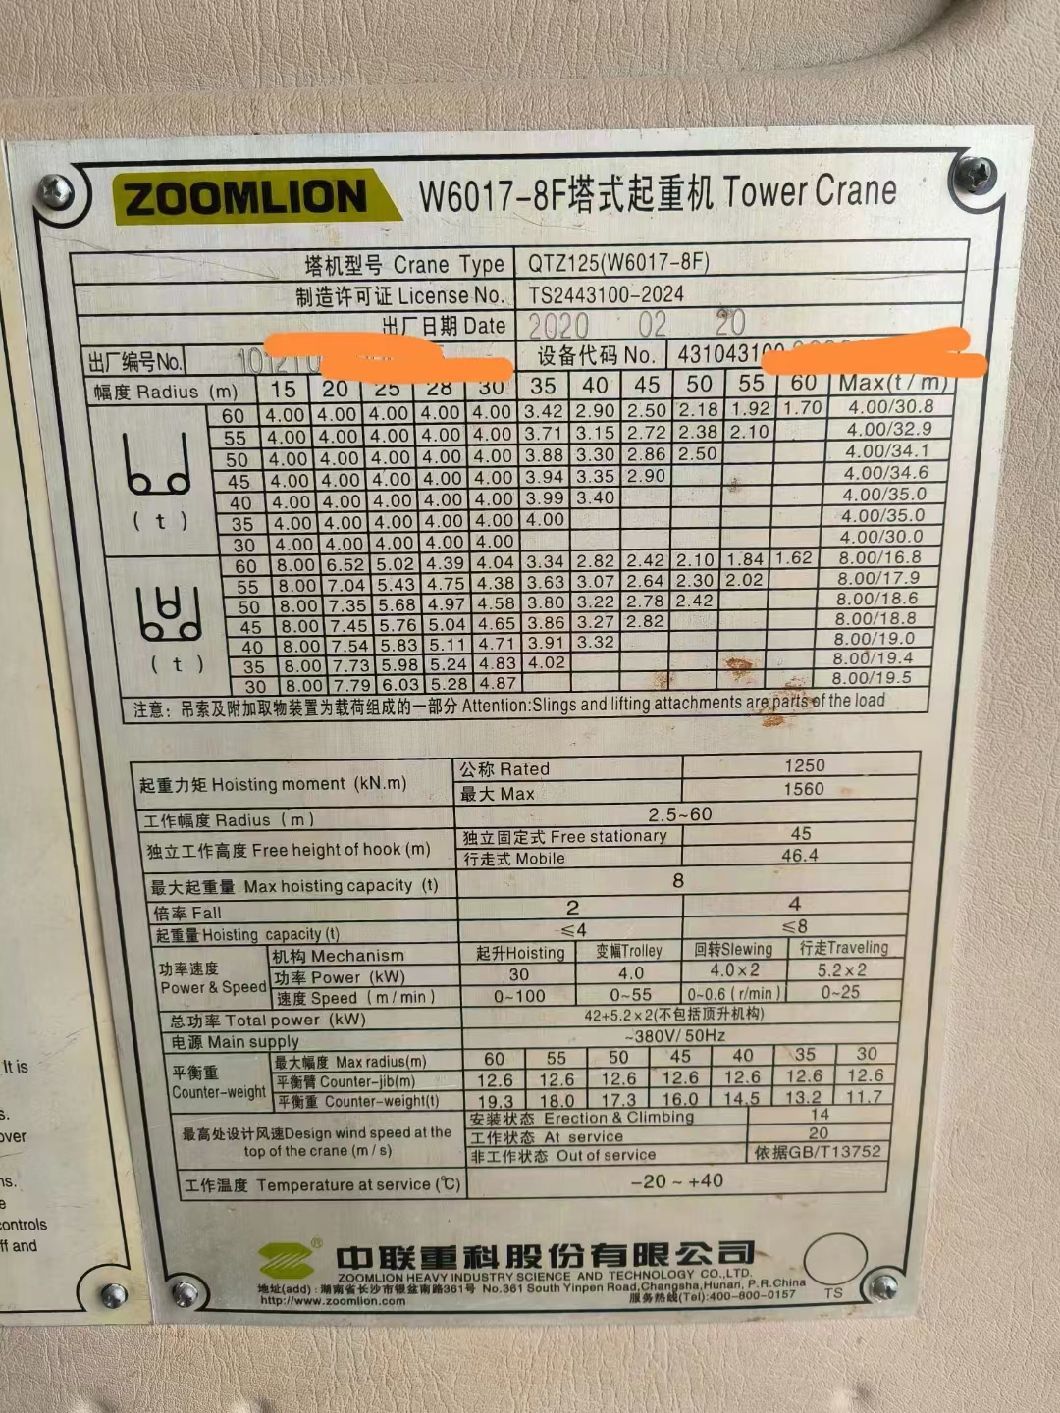 ZOOMLION W6017-8F塔式起重机 Tower Crane
塔机型号 Crane Type QTZ125(W6017-8F)
制造许可证 License No. TS2443100-2024
出厂日期 Date 2020 02 20
出厂编号No. 设备代码 No. 431043100
幅度 Radius (m) 15 20 25 28 30 35 40 45 50 55 60 Max(t/m)
60 4.00 4.00 4.00 4.00 4.00 3.42 2.90 2.50 2.18 1.92 1.70 4.00/30.8
55 4.00 4.00 4.00 4.00 4.00 3.71 3.15 2.72 2.38 2.10 4.00/32.9
50 4.00 4.00 4.00 4.00 4.00 3.88 3.30 2.86 2.50 4.00/34.1
45 4.00 4.00 4.00 4.00 4.00 3.94 3.35 2.90 4.00/34.6
40 4.00 4.00 4.00 4.00 4.00 3.99 3.40 4.00/35.0
(t) 35 4.00 4.00 4.00 4.00 4.00 4.00 4.00/35.0
30 4.00 4.00 4.00 4.00 4.00 4.00/30.0
60 8.00 6.52 5.02 4.39 4.04 3.34 2.82 2.42 2.10 1.84 1.62 8.00/16.8
55 8.00 7.04 5.43 4.75 4.38 3.63 3.07 2.64 2.30 2.02 8.00/17.9
50 8.00 7.35 5.68 4.97 4.58 3.80 3.22 2.78 2.42 8.00/18.6
45 8.00 7.45 5.76 5.04 4.65 3.86 3.27 2.82 8.00/18.8
40 8.00 7.54 5.83 5.11 4.71 3.91 3.32 8.00/19.0
(t) 35 8.00 7.73 5.98 5.24 4.83 4.02 8.00/19.4
30 8.00 7.79 6.03 5.28 4.87 8.00/19.5
注意：吊索及附加取物装置为载荷组成的一部分 Attention:Slings and lifting attachments are parts of the load
起重力矩 Hoisting moment (kN.m) 公称 Rated 1250
最大 Max 1560
工作幅度 Radius (m) 2.5~60
独立工作高度 Free height of hook (m) 独立固定式 Free stationary 45
行走式 Mobile 46.4
最大起重量 Max hoisting capacity (t) 8
倍率 Fall 2 4
起重量 Hoisting capacity (t) ≤4 ≤8
功率速度 Power & Speed 机构 Mechanism 起升Hoisting 变幅Trolley 回转Slewing 行走Traveling
功率 Power (kW) 30 4.0 4.0×2 5.2×2
速度 Speed (m/min) 0~100 0~55 0~0.6 (r/min) 0~25
总功率 Total power (kW) 42+5.2×2(不包括顶升机构)
电源 Main supply ~380V/50Hz
平衡重 Counter-weight 最大幅度 Max radius(m) 60 55 50 45 40 35 30
平衡臂 Counter-jib(m) 12.6 12.6 12.6 12.6 12.6 12.6 12.6
平衡重 Counter-weight(t) 19.3 18.0 17.3 16.0 14.5 13.2 11.7
最高处设计风速Design wind speed at the top of the crane (m/s) 安装状态 Erection & Climbing 14
工作状态 At service 20
非工作状态 Out of service 依据GB/T13752
工作温度 Temperature at service (℃) -20 ~ +40
® 中联重科股份有限公司
ZOOMLION HEAVY INDUSTRY SCIENCE AND TECHNOLOGY CO.,LTD.
地址(add)：湖南省长沙市银盆南路361号 No.361 South Yinpen Road,Changsha,Hunan, P.R.China
http://www.zoomlion.com 服务热线(Tel):400-800-0157 TS
It is
s.
over
ns.
e
controls
ff and